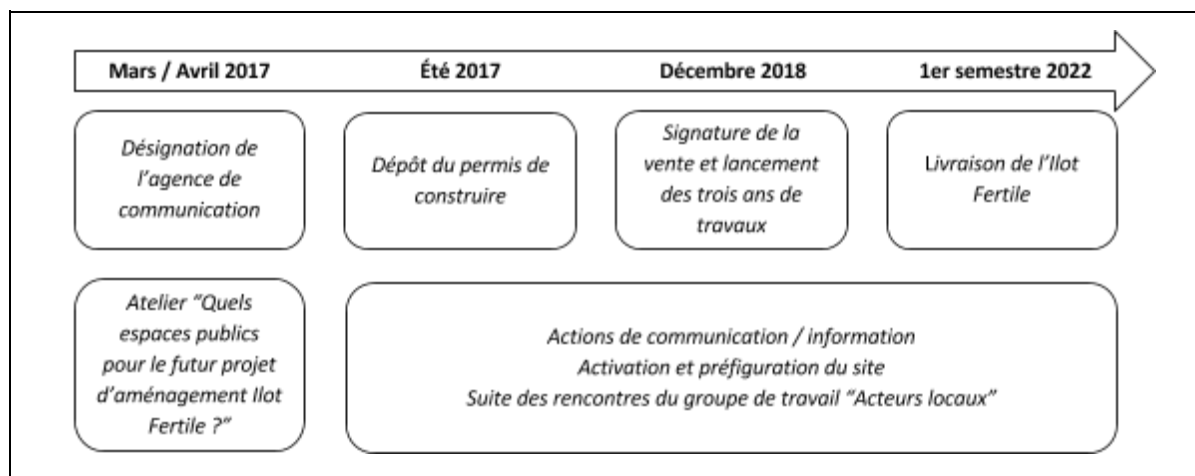 Mars / Avril 2017
Été 2017
Décembre 2018
1er semestre 2022
Désignation de
l'agence de
communication
Dépôt du permis de
construire
Signature de la
vente et lancement
des trois ans de
travaux
Livraison de l'Ilot
Fertile
Atelier "Quels
espaces publics
pour le futur projet
d'aménagement Ilot
Fertile ?"
Actions de communication / information
Activation et préfiguration du site
Suite des rencontres du groupe de travail "Acteurs locaux"